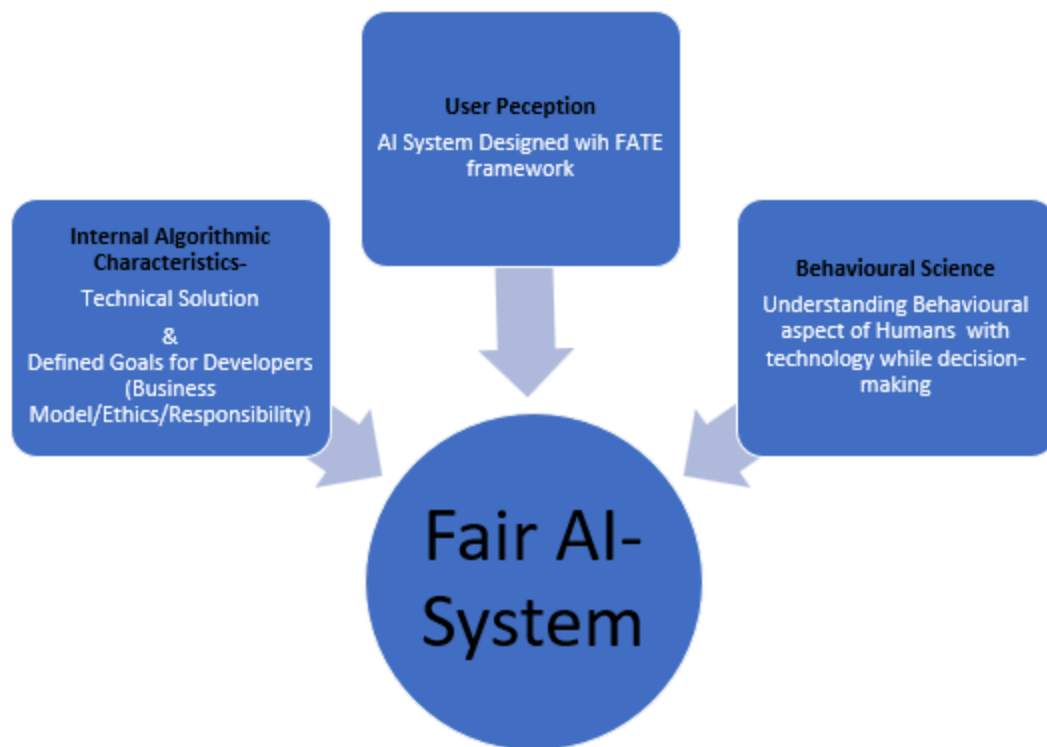 User Peception
AI System Designed wih FATE
framework
Internal Algorithmic
Characteristics-
Technical Solution
&
Defined Goals for Developers
(Business
Model/Ethics/Responsibility)
Behavioural Science
Understanding Behavioural
aspect of Humans with
technology while decision-
making
Fair AI-
System